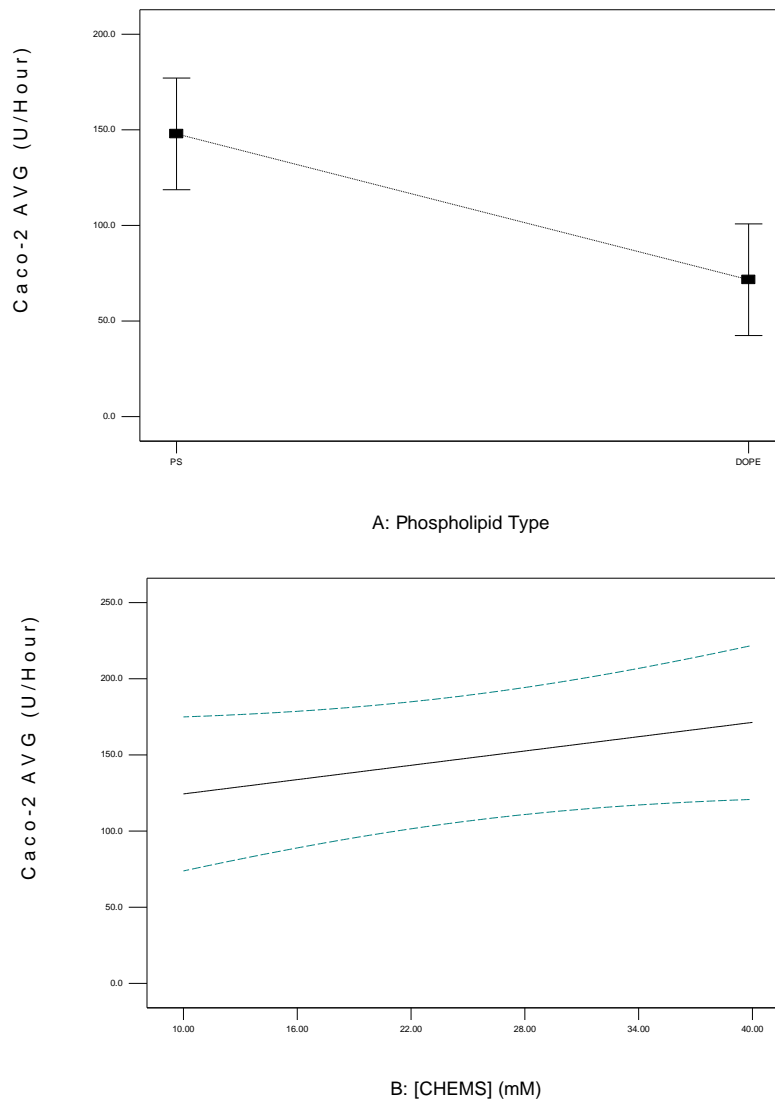 Caco-2 AVG (U/Hour)
200.0
150.0
100.0
50.0
0.0
PS
DOPE
A: Phospholipid Type
Caco-2 AVG (U/Hour)
250.0
200.0
150.0
100.0
50.0
0.0
10.00
16.00
22.00
28.00
34.00
40.00
B: [CHEMS] (mM)